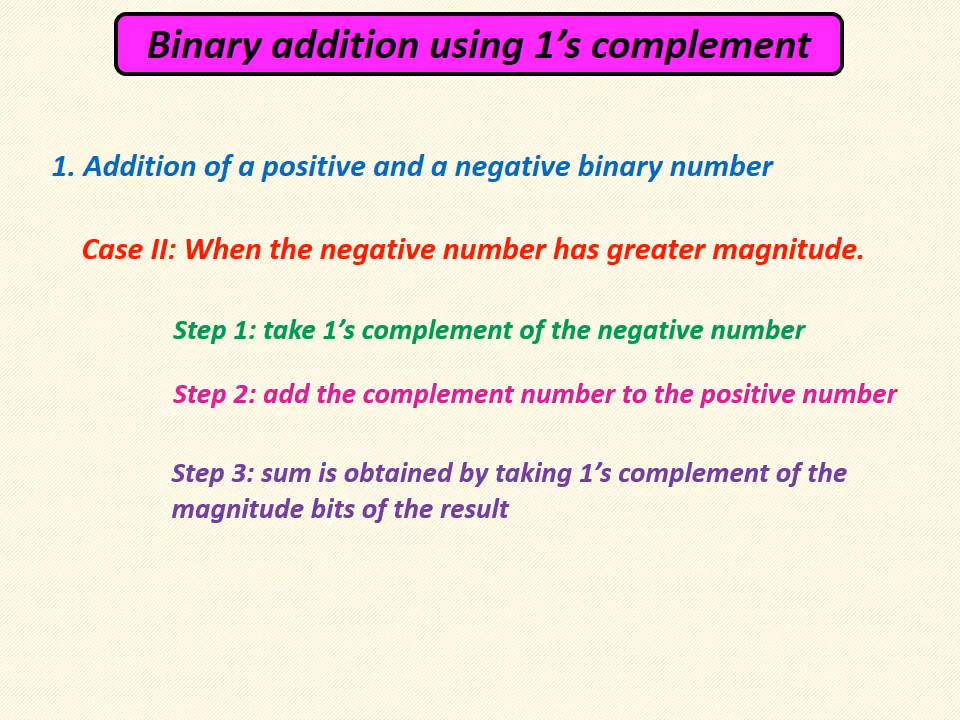 Binary addition using 1’s complement
1. Addition of a positive and a negative binary number
Case II: When the negative number has greater magnitude.
Step 1: take 1’s complement of the negative number
Step 2: add the complement number to the positive number
Step 3: sum is obtained by taking 1’s complement of the
magnitude bits of the result